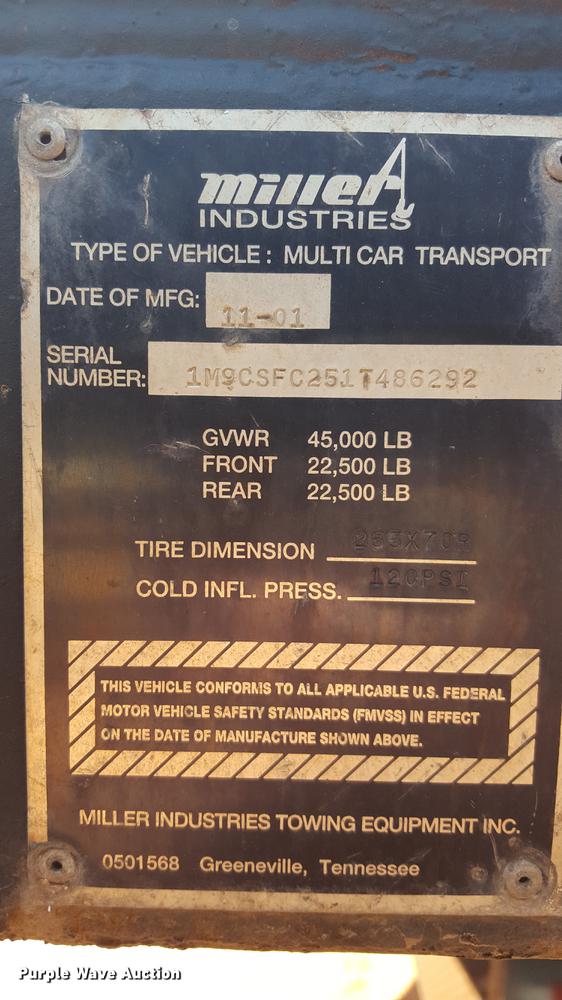 miller
INDUSTRIES
TYPE OF VEHICLE: MULTI CAR TRANSPORT
DATE OF MFG: 11-01
SERIAL
NUMBER: 1M9CSFC251T486292
GVWR 45,000 LB
FRONT 22,500 LB
REAR 22,500 LB
TIRE DIMENSION 255X70R
COLD INFL. PRESS. 120PSI
THIS VEHICLE CONFORMS TO ALL APPLICABLE U.S. FEDERAL
MOTOR VEHICLE SAFETY STANDARDS (FMVSS) IN EFFECT
ON THE DATE OF MANUFACTURE SHOWN ABOVE.
MILLER INDUSTRIES TOWING EQUIPMENT INC.
0501568 Greeneville, Tennessee
Purple Wave Auction